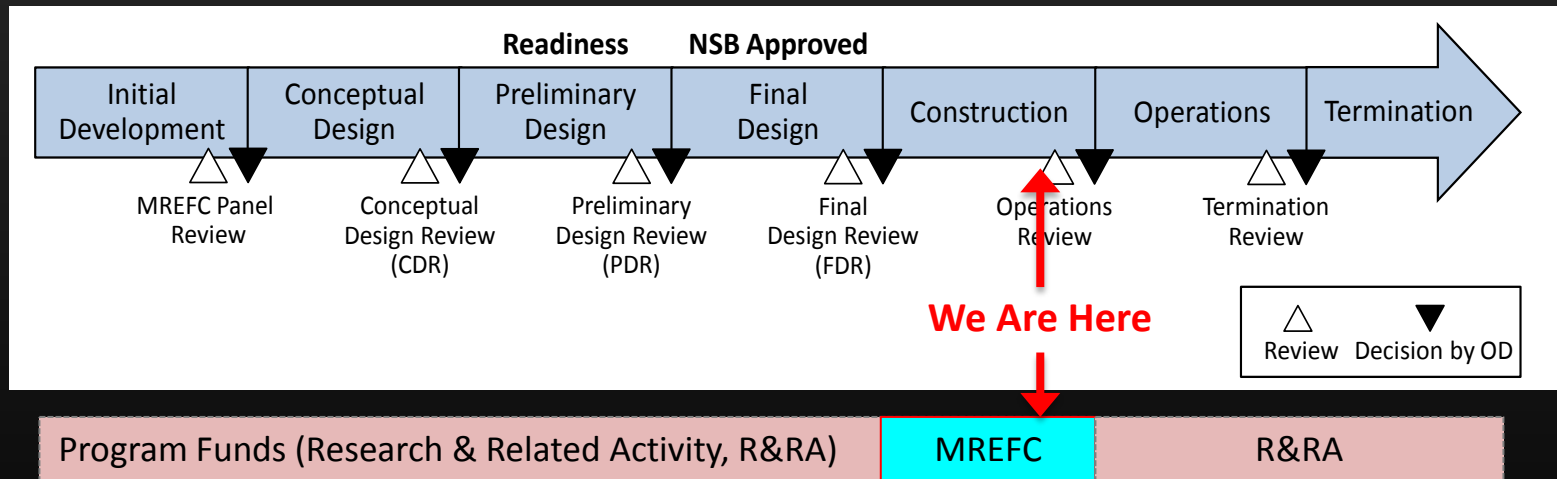 Readiness
NSB Approved
Initial
Development
Conceptual
Design
Preliminary
Design
Final
Design
Construction
Operations
Termination
MREFC Panel
Review
Conceptual
Design Review
(CDR)
Preliminary
Design Review
(PDR)
Final
Design Review
(FDR)
Operations
Review
Termination
Review
We Are Here
Review
Decision by OD
Program Funds (Research & Related Activity, R&RA)
MREFC
R&RA